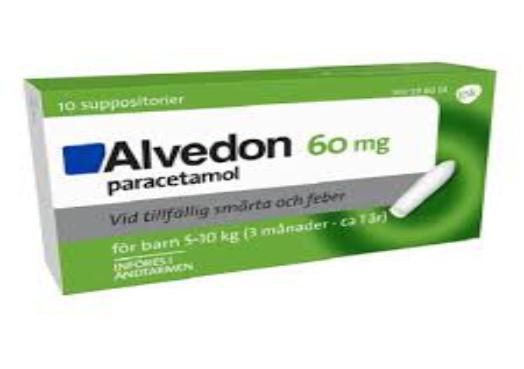 10 suppositorier
gsk
Alvedon 60 mg
paracetamol
Vid tillfällig smärta och feber
för barn 5-10 kg (3 månader - ca 1 år)
INFÖRES I
ÄNDTARMEN